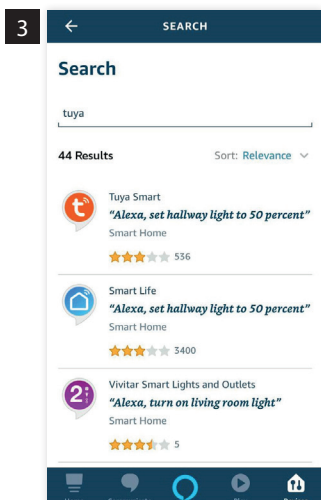 3
SEARCH
Search
tuya
44 Results Sort: Relevance
Tuya Smart
“Alexa, set hallway light to 50 percent”
Smart Home
536
Smart Life
“Alexa, set hallway light to 50 percent”
Smart Home
3400
2
Vivitar Smart Lights and Outlets
“Alexa, turn on living room light”
Smart Home
5